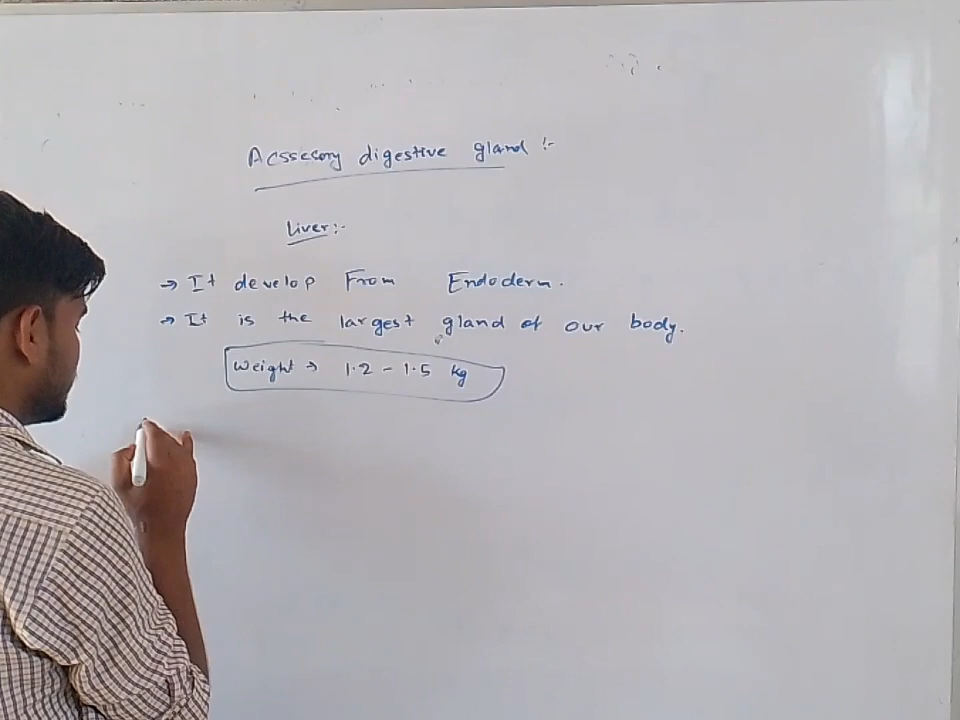 Acssecory digestive gland :-
Liver :-
→ It develop From Endoderm.
→ It is the largest gland of our body.
Weight → 1.2 - 1.5 kg